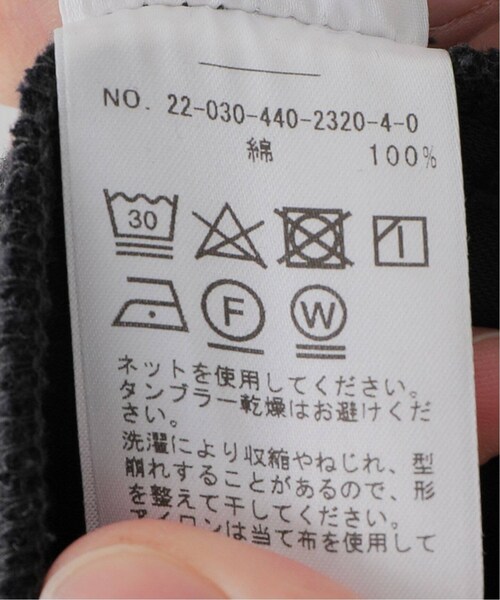 NO. 22-030-440-2320-4-0
綿 100%
30
F W
ネットを使用してください。
タンブラー乾燥はお避けくだ
さい。
洗濯により収縮やねじれ、型
崩れすることがあるので、形
を整えて干してください。
アイロンは当て布を使用して